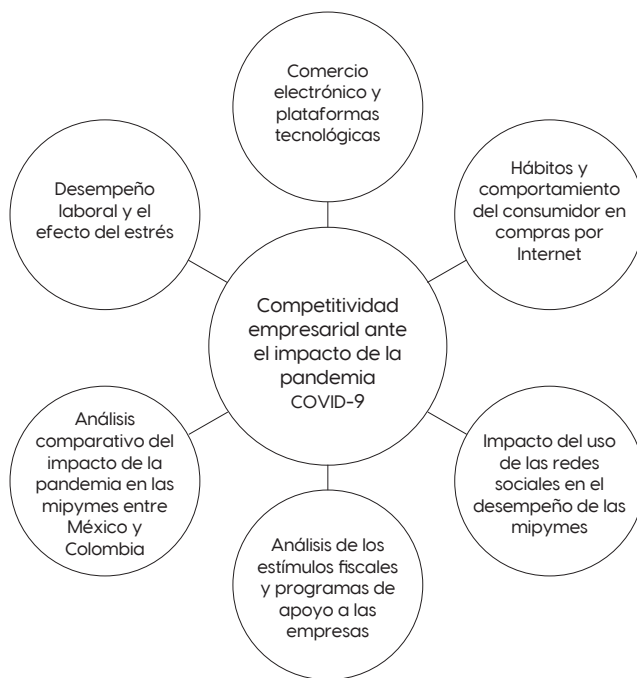 Comercio
electrónico y
plataformas
tecnológicas
Hábitos y
comportamiento
del consumidor en
compras por
Internet
Desempeño
laboral y el
efecto del estrés
Competitividad
empresarial ante
el impacto de la
pandemia
COVID-9
Análisis
comparativo del
impacto de la
pandemia en las
mipymes entre
México y
Colombia
Impacto del uso
de las redes
sociales en el
desempeño de las
mipymes
Análisis de los
estímulos fiscales
y programas de
apoyo a las
empresas